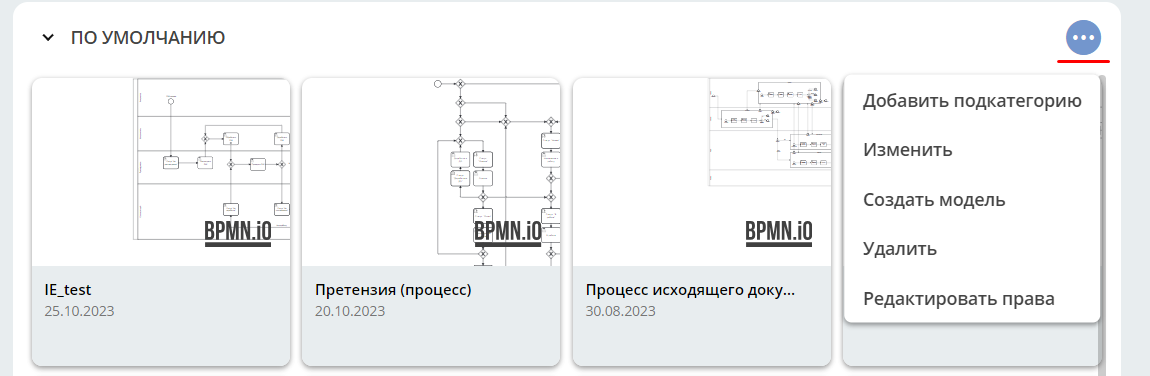 ПО УМОЛЧАНИЮ
BPMN.iO
IE_test
25.10.2023
BPMN.iO
Претензия (процесс)
20.10.2023
BPMN.iO
Процесс исходящего доку...
30.08.2023
Добавить подкатегорию
Изменить
Создать модель
Удалить
Редактировать права